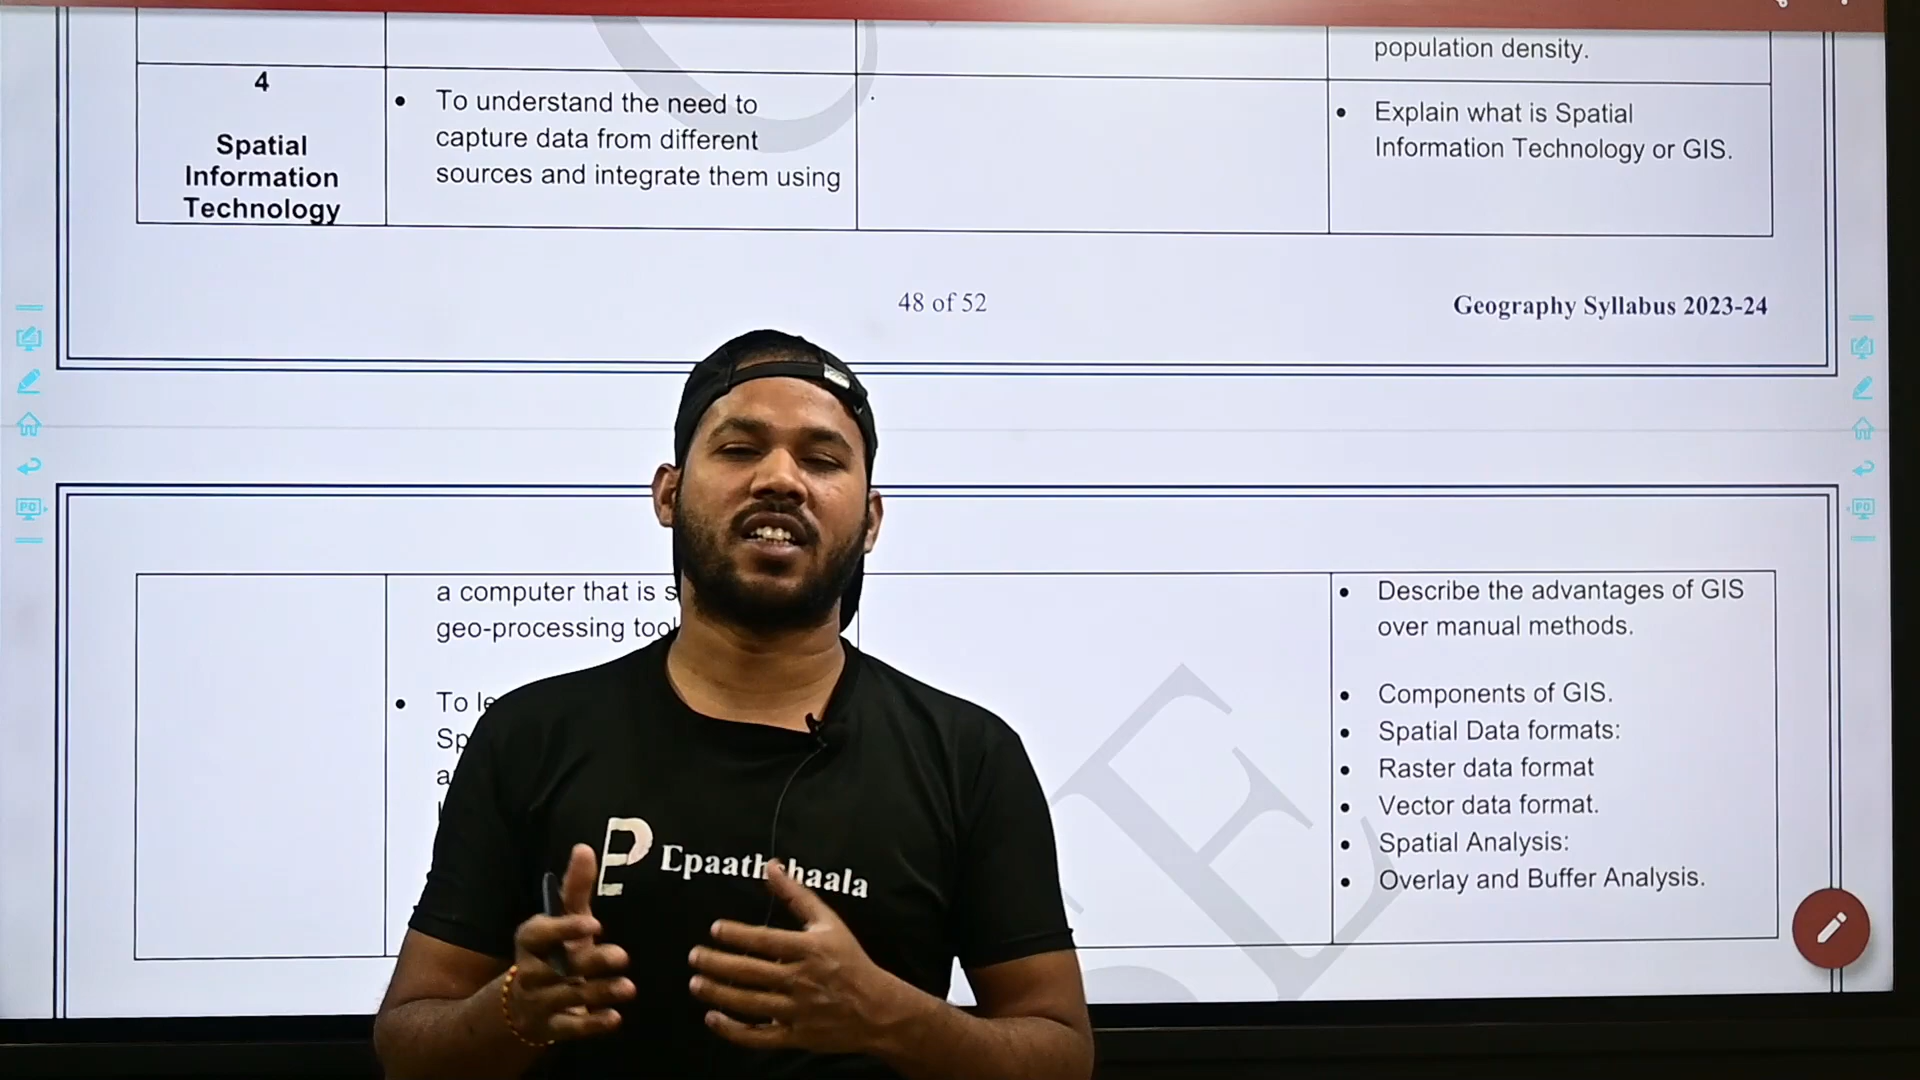 population density.
4
Spatial
Information
Technology
• To understand the need to
capture data from different
sources and integrate them using
• Explain what is Spatial
Information Technology or GIS.
48 of 52
Geography Syllabus 2023-24
a computer that is
geo-processing
• To
• Describe the advantages of GIS
over manual methods.
• Components of GIS.
• Spatial Data formats:
• Raster data format
• Vector data format.
• Spatial Analysis:
• Overlay and Buffer Analysis.
EP Epaathshaala
PC
PC